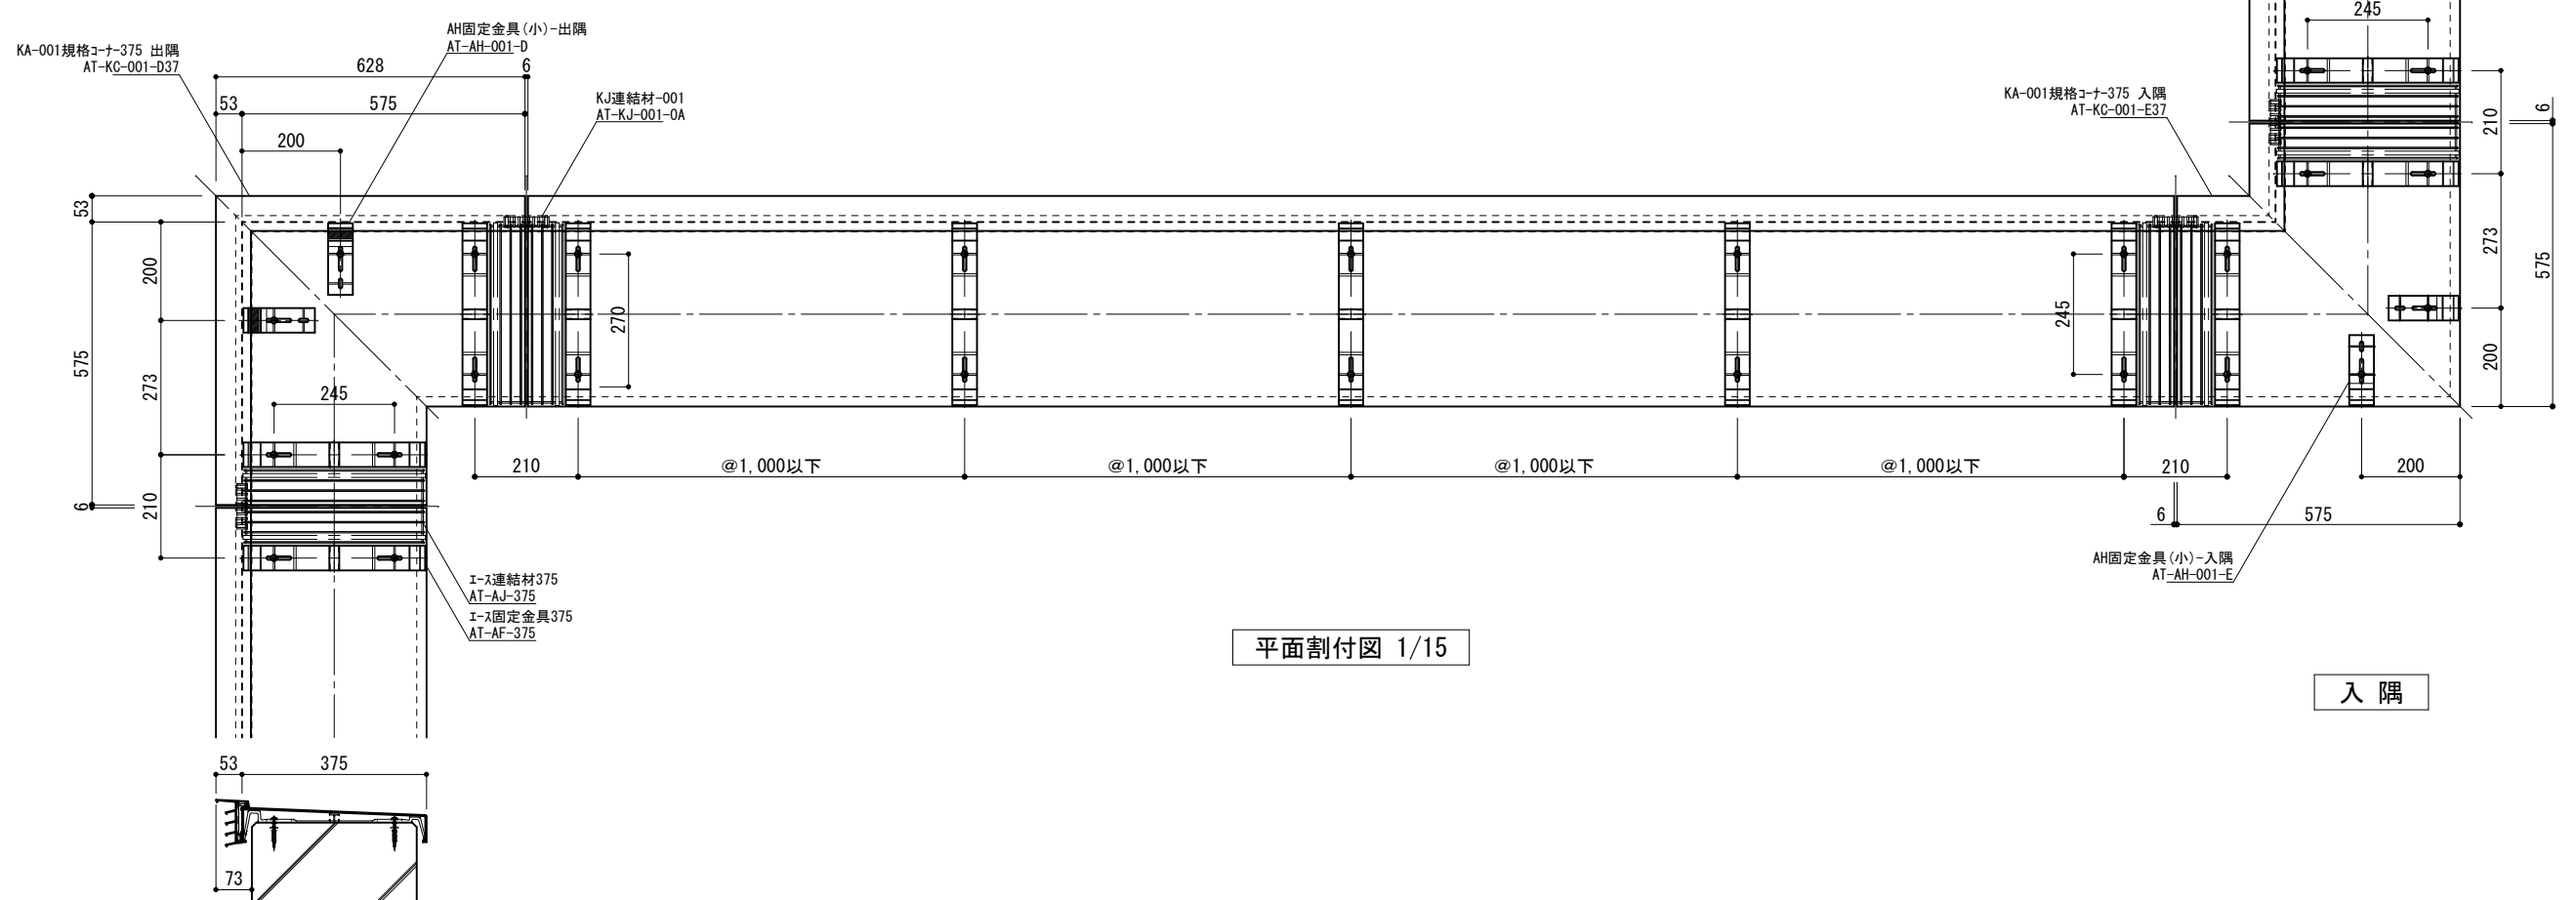 245
AH固定金具(小)-出隅
AT-AH-001-D
KA-001規格ｺｰﾅｰ375 出隅
AT-KC-001-D37
628
6
KJ連結材-001
AT-KJ-001-OA
KA-001規格ｺｰﾅｰ-375 入隅
AT-KC-001-E37
53
575
200
210
6
53
200
273
575
270
245
273
575
200
575
245
210
@1,000以下
@1,000以下
@1,000以下
@1,000以下
210
200
6
210
6
575
AH固定金具(小)-入隅
AT-AH-001-E
ｴｰｽ連結材375
AT-AJ-375
ｴｰｽ固定金具375
AT-AF-375
平面割付図 1/15
入 隅
53
375
73